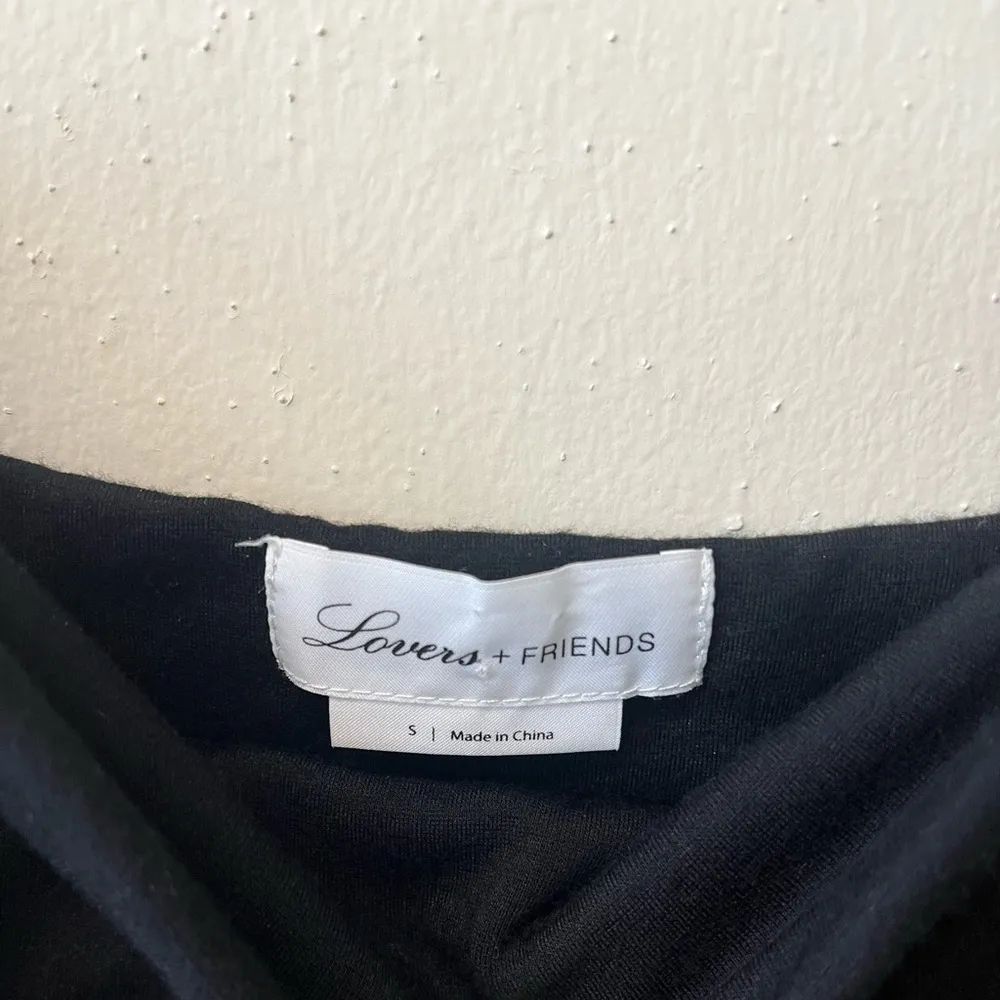 Lovers + FRIENDS
S | Made in China